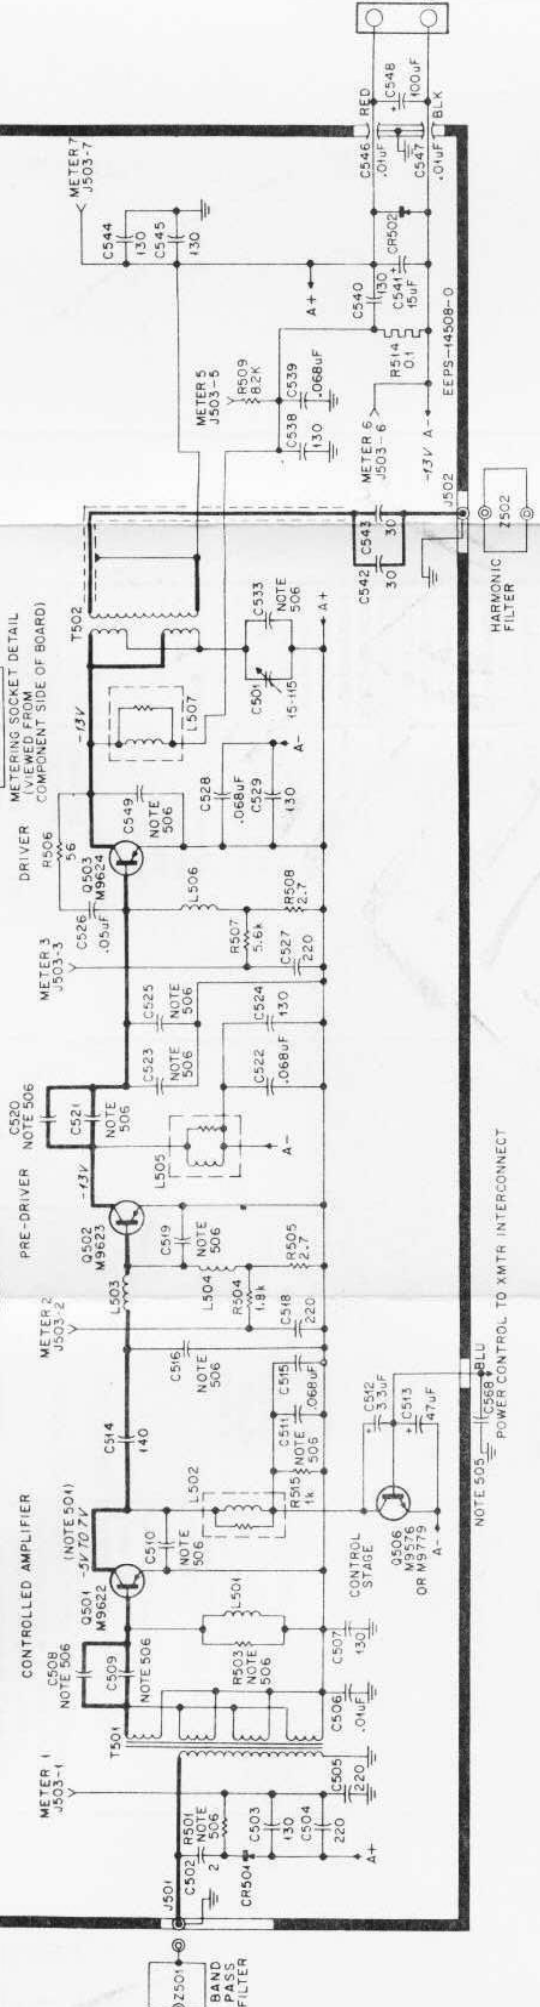 Z501
BAND
PASS
FILTER
J501
METER 1
J503-1
R501
NOTE
506
C502
2
CR501
C503
130
C504
220
A+
C505
220
T501
C506
.01uF
CONTROLLED AMPLIFIER
C508
NOTE 506
C509
NOTE 506
Q501
M9622
(NOTE 501)
-5V TO 7V
R503
NOTE
506
L501
C507
130
C510
NOTE
506
L502
C514
140
R515
1k
C511
NOTE
506
C515
.068uF
CONTROL
STAGE
Q506
M9576
OR M9779
A-
C512
3.3uF
C513
47uF
NOTE 505
BLU
C568
POWER CONTROL TO XMTR INTERCONNECT
METER 2
J503-2
C516
NOTE
506
L503
PRE-DRIVER
Q502
M9623
-13V
C519
NOTE
506
L504
R504
1.8k
C518
220
R505
2.7
C520
NOTE 506
C521
NOTE
506
L505
A-
C522
.068uF
C523
NOTE
506
C524
130
C525
NOTE
506
METER 3
J503-3
DRIVER
C526
.05uF
R506
56
Q503
M9624
-13V
L506
R507
5.6k
C527
220
R508
2.7
C549
NOTE
506
C528
.068uF
C529
130
A-
L507
C501
15-115
C533
NOTE
506
A+
T502
METERING SOCKET DETAIL
(VIEWED FROM
COMPONENT SIDE OF BOARD)
C542
30
C543
30
J502
Z502
HARMONIC
FILTER
METER 5
J503-5
R509
8.2K
C538
130
C539
.068uF
METER 6
J503-6
-13V A-
METER 7
J503-7
C544
130
C545
130
A+
C540
130
R514
0.1
C541
15uF
CR502
EEPS-14508-O
C546
.01uF
RED
C547
.01uF
BLK
C548
100uF